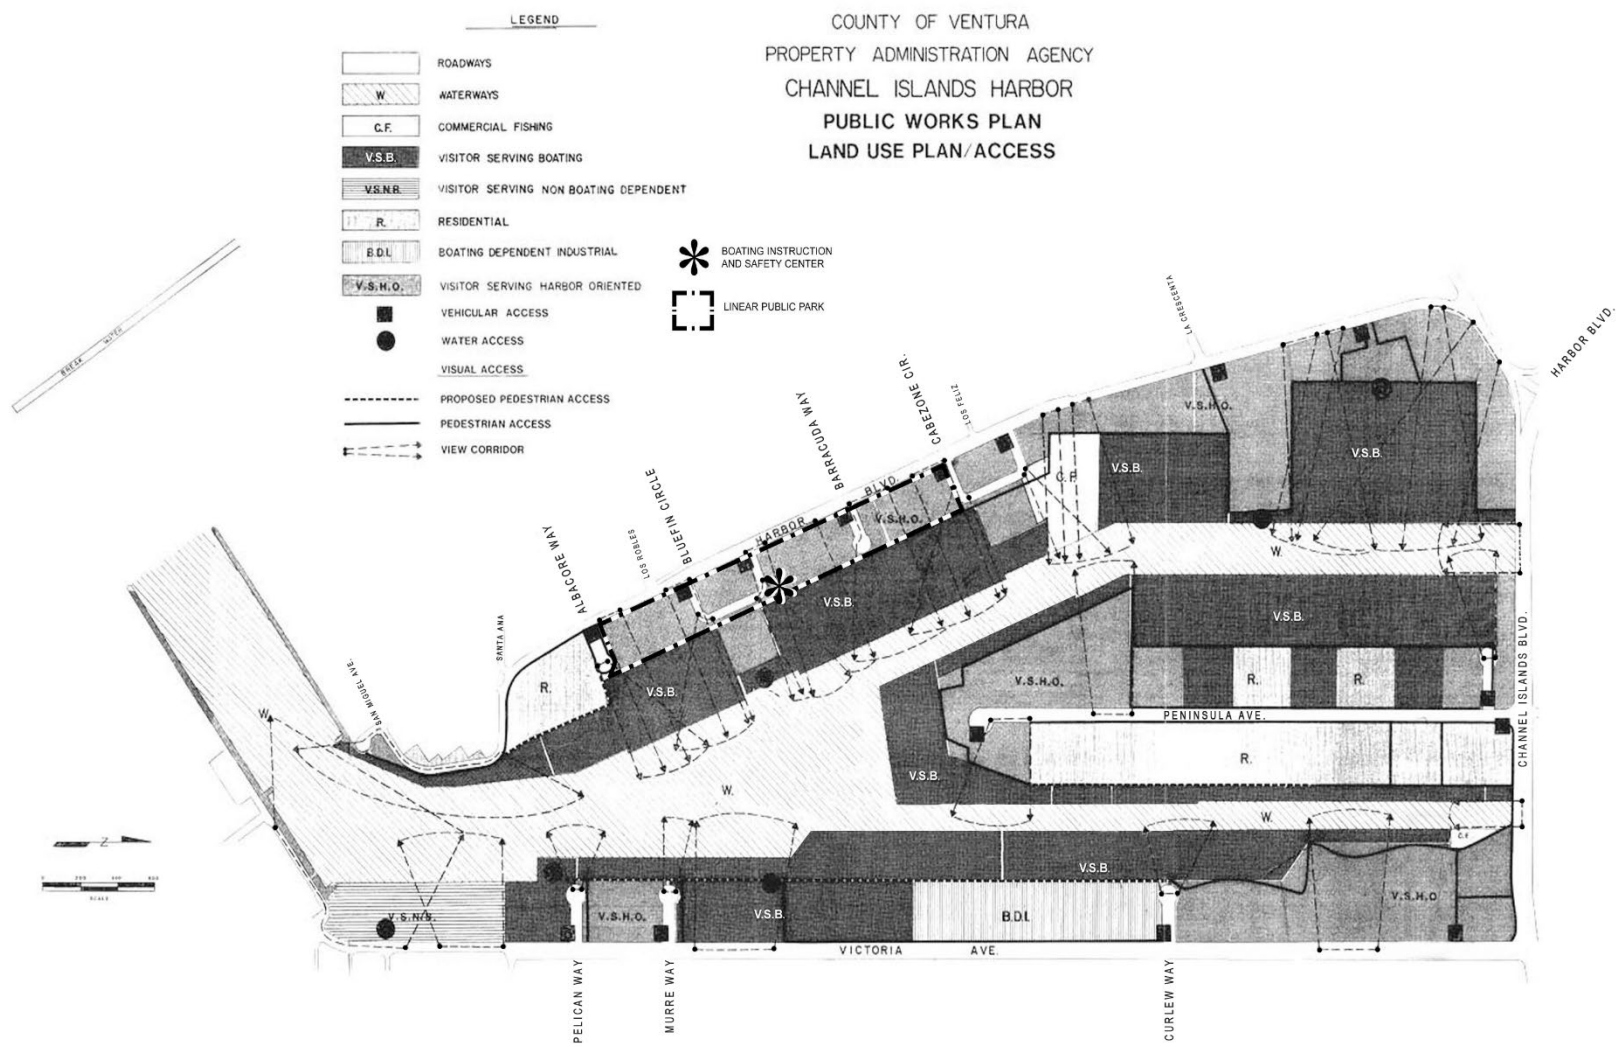 LEGEND
ROADWAYS
W
WATERWAYS
C.F.
COMMERCIAL FISHING
V.S.B.
VISITOR SERVING BOATING
V.S.N.B.
VISITOR SERVING NON BOATING DEPENDENT
R.
RESIDENTIAL
B.D.I.
BOATING DEPENDENT INDUSTRIAL
V.S.H.O.
VISITOR SERVING HARBOR ORIENTED
VEHICULAR ACCESS
WATER ACCESS
VISUAL ACCESS
PROPOSED PEDESTRIAN ACCESS
PEDESTRIAN ACCESS
VIEW CORRIDOR
BOATING INSTRUCTION
AND SAFETY CENTER
LINEAR PUBLIC PARK
COUNTY OF VENTURA
PROPERTY ADMINISTRATION AGENCY
CHANNEL ISLANDS HARBOR
PUBLIC WORKS PLAN
LAND USE PLAN/ACCESS
BREAK WATER
LA CRESCENTA
HARBOR BLVD.
LOS FELIZ
CABEZONE CIR.
BARRACUDA WAY
HARBOR BLVD.
BLUEFIN CIRCLE
LOS ROBLES
ALBACORE WAY
SANTA ANA
SAN MIGUEL AVE.
V.S.H.O.
V.S.B.
V.S.B.
C.F.
V.S.H.O.
W.
V.S.B.
V.S.B.
R.
V.S.H.O.
R.
R.
PENINSULA AVE.
CHANNEL ISLANDS BLVD.
R.
V.S.B.
W.
W.
W.
C.F.
V.S.B.
V.S.N.B.
V.S.H.O.
V.S.B.
B.D.I.
V.S.H.O
VICTORIA AVE.
PELICAN WAY
MURRE WAY
CURLEW WAY
Z
SCALE